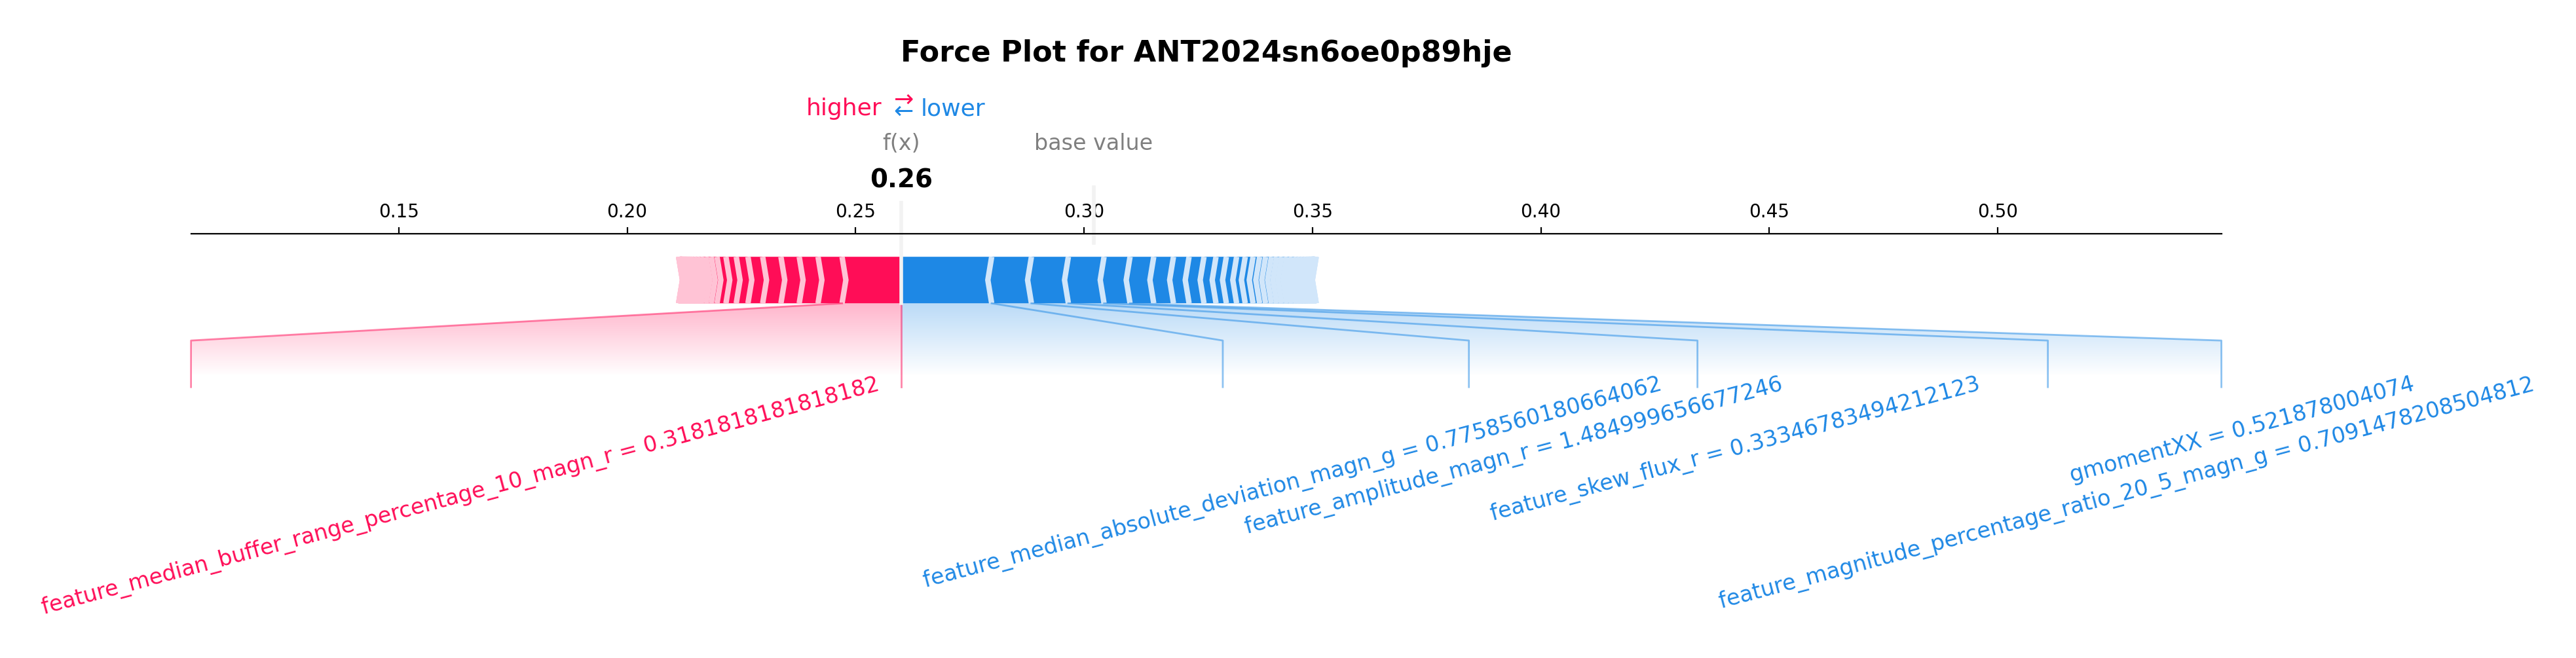 Force Plot for ANT2024sn6oe0p89hje
higher ⇄ lower
f(x) base value
0.26
0.15 0.20 0.25 0.30 0.35 0.40 0.45 0.50
feature_median_buffer_range_percentage_10_magn_r = 0.3181818181818182
feature_median_absolute_deviation_magn_g = 0.7758560180664062
feature_amplitude_magn_r = 1.484999656677246
feature_skew_flux_r = 0.33346783494212123
gmomentXX = 0.521878004074
feature_magnitude_percentage_ratio_20_5_magn_g = 0.7091478208504812